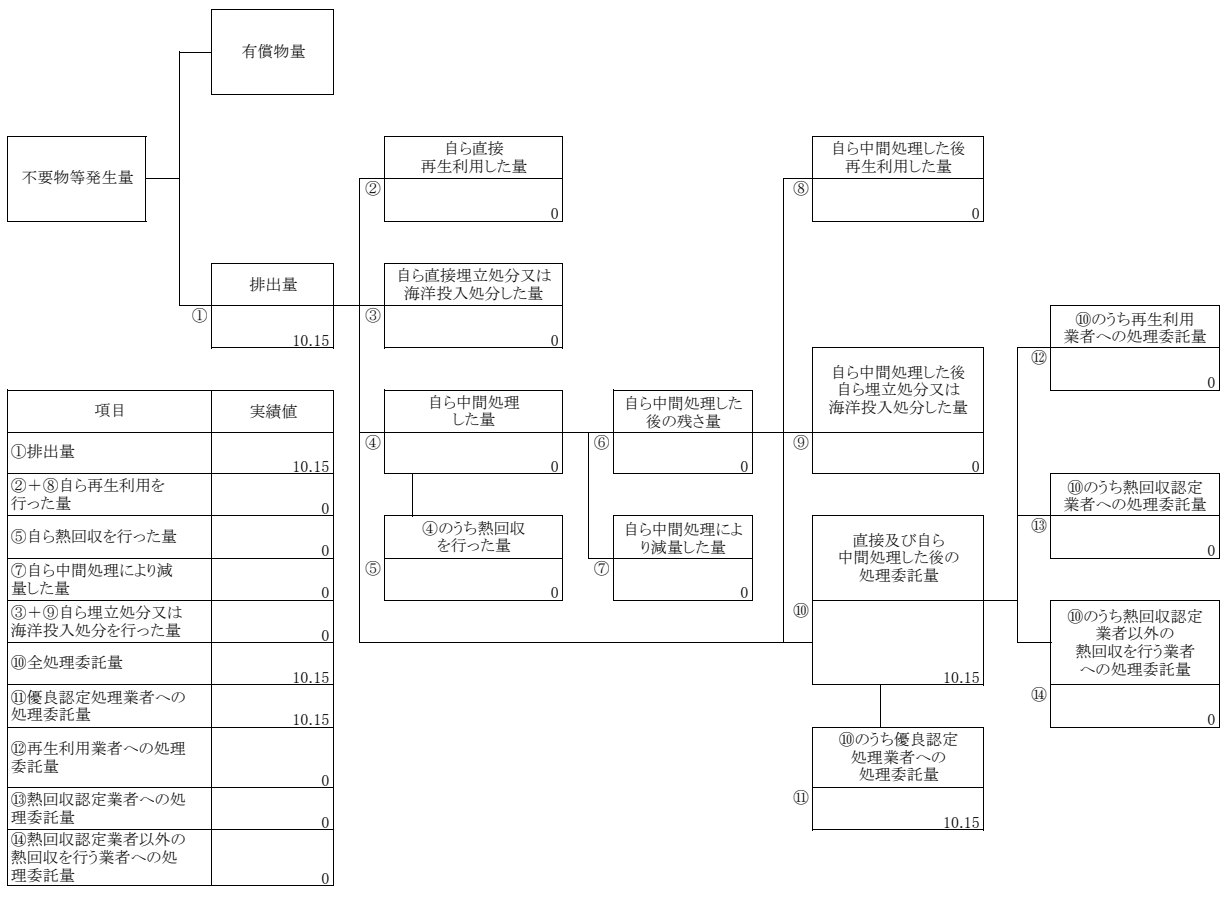 有償物量
不要物等発生量
排出量
①
10.15
自ら直接
再生利用した量
②
0
自ら直接埋立処分又は
海洋投入処分した量
③
0
自ら中間処理
した量
④
0
④のうち熱回収
を行った量
⑤
0
自ら中間処理した
後の残さ量
⑥
0
自ら中間処理によ
り減量した量
⑦
0
自ら中間処理した後
再生利用した量
⑧
0
自ら中間処理した後
自ら埋立処分又は
海洋投入処分した量
⑨
0
直接及び自ら
中間処理した後の
処理委託量
⑩
10.15
⑩のうち優良認定
処理業者への
処理委託量
⑪
10.15
⑩のうち再生利用
業者への処理委託量
⑫
0
⑩のうち熱回収認定
業者への処理委託量
⑬
0
⑩のうち熱回収認定
業者以外の
熱回収を行う業者
への処理委託量
⑭
0
項目 実績値
①排出量
10.15
②＋⑧自ら再生利用を
行った量
0
⑤自ら熱回収を行った量
0
⑦自ら中間処理により減
量した量
0
③＋⑨自ら埋立処分又は
海洋投入処分を行った量
0
⑩全処理委託量
10.15
⑪優良認定処理業者への
処理委託量
10.15
⑫再生利用業者への処理
委託量
0
⑬熱回収認定業者への処
理委託量
0
⑭熱回収認定業者以外の
熱回収を行う業者への処
理委託量
0